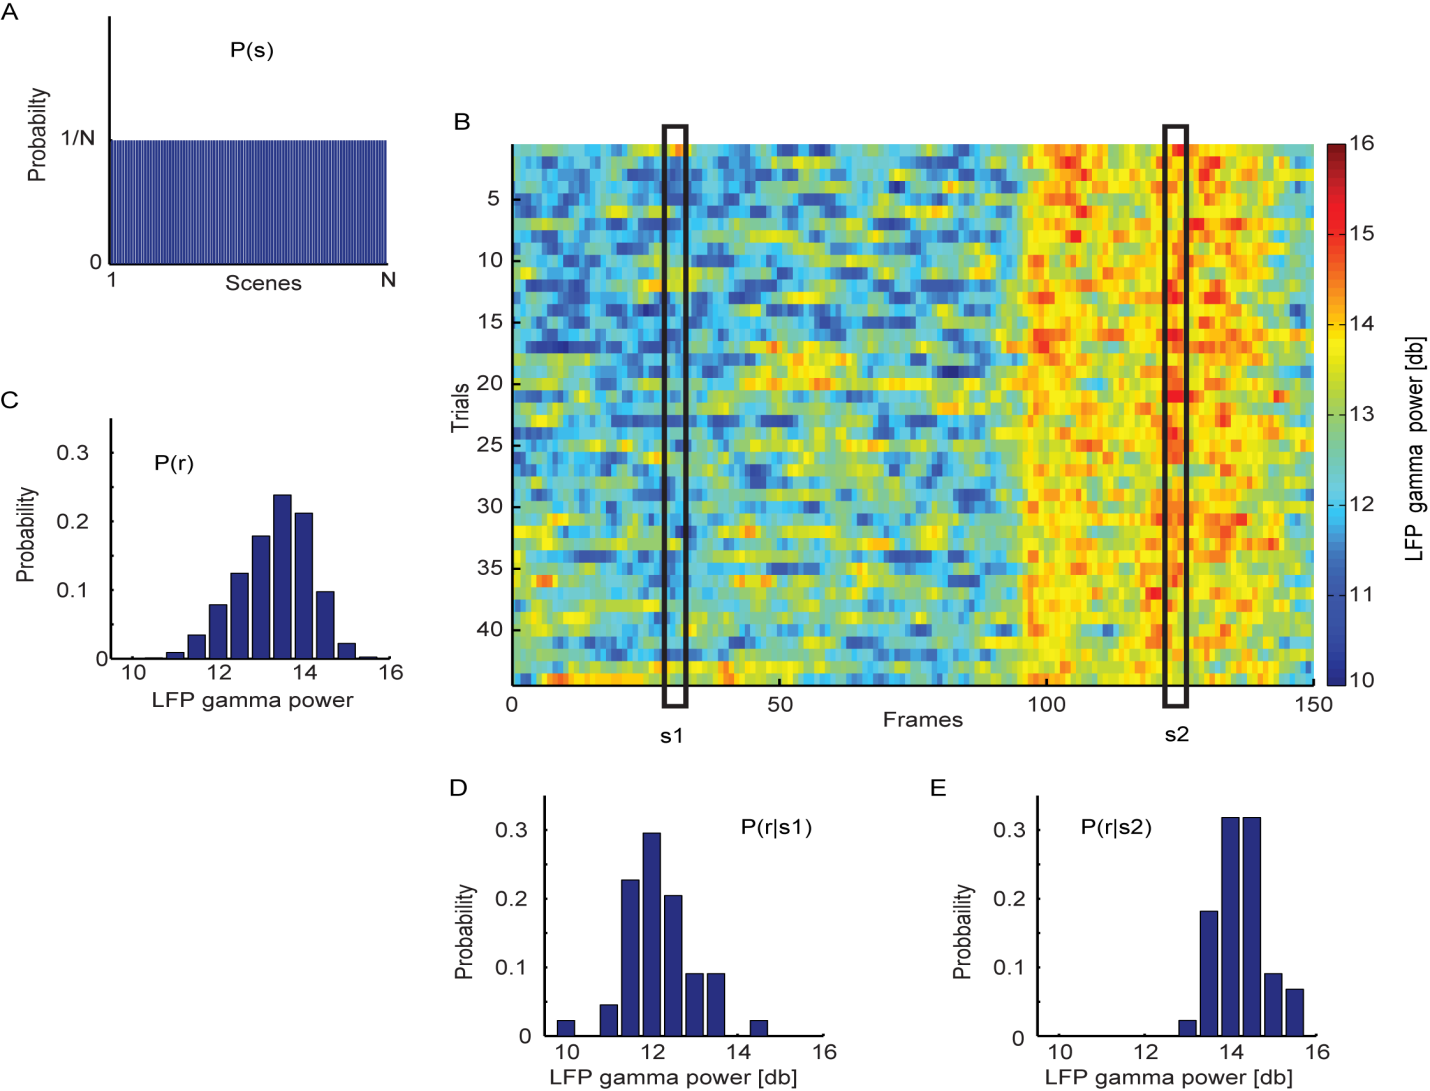 A
P(s)
Probabilty
1/N
0
1
Scenes
N
B
5
10
15
20
25
30
35
40
Trials
0
50
100
150
Frames
s1
s2
16
15
14
13
12
11
10
LFP gamma power [db]
C
P(r)
Probability
0.3
0.2
0.1
0
10
12
14
16
LFP gamma power
D
P(r|s1)
Probability
0.3
0.2
0.1
0
10
12
14
16
LFP gamma power [db]
E
P(r|s2)
Probbaility
0.3
0.2
0.1
0
10
12
14
16
LFP gamma power [db]